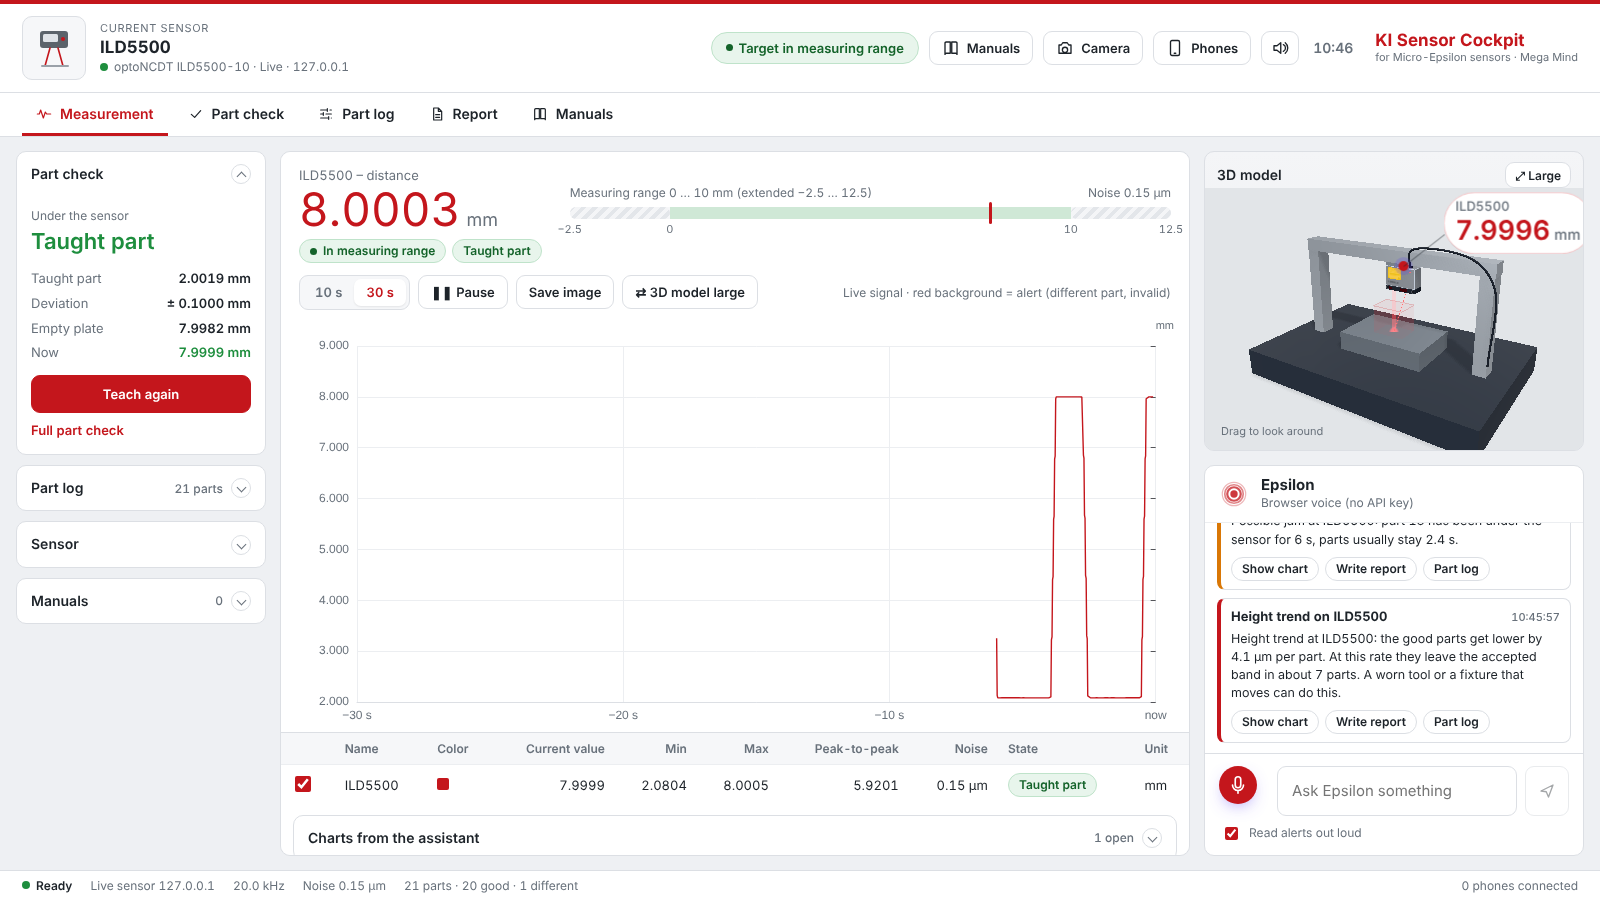 CURRENT SENSOR
ILD5500
optoNCDT ILD5500-10 · Live · 127.0.0.1
Target in measuring range
Manuals
Camera
Phones
10:46
KI Sensor Cockpit
for Micro-Epsilon sensors · Mega Mind
Measurement
Part check
Part log
Report
Manuals
Part check
Under the sensor
Taught part
Taught part 2.0019 mm
Deviation ± 0.1000 mm
Empty plate 7.9982 mm
Now 7.9999 mm
Teach again
Full part check
Part log 21 parts
Sensor
Manuals 0
ILD5500 – distance
8.0003 mm
In measuring range
Taught part
Measuring range 0 ... 10 mm (extended −2.5 ... 12.5)
Noise 0.15 µm
−2.5 0 10 12.5
10 s
30 s
Pause
Save image
3D model large
Live signal · red background = alert (different part, invalid)
mm
9.000
8.000
7.000
6.000
5.000
4.000
3.000
2.000
−30 s −20 s −10 s now
Name Color Current value Min Max Peak-to-peak Noise State Unit
ILD5500 7.9999 2.0804 8.0005 5.9201 0.15 µm Taught part mm
Charts from the assistant 1 open
3D model
Large
ILD5500
7.9996 mm
Drag to look around
Epsilon
Browser voice (no API key)
sensor for 6 s, parts usually stay 2.4 s.
Show chart
Write report
Part log
Height trend on ILD5500 10:45:57
Height trend at ILD5500: the good parts get lower by
4.1 µm per part. At this rate they leave the accepted
band in about 7 parts. A worn tool or a fixture that
moves can do this.
Show chart
Write report
Part log
Ask Epsilon something
Read alerts out loud
Ready
Live sensor 127.0.0.1
20.0 kHz
Noise 0.15 µm
21 parts · 20 good · 1 different
0 phones connected